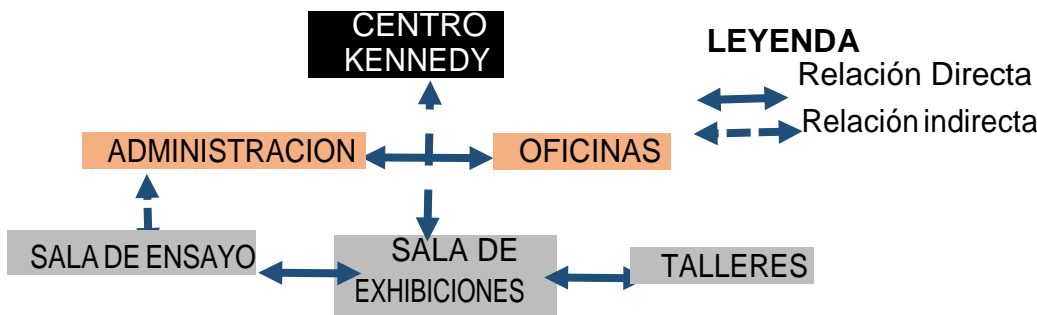 CENTRO
KENNEDY
LEYENDA
Relación Directa
Relación indirecta
ADMINISTRACION
OFICINAS
SALA DE ENSAYO
SALA DE
EXHIBICIONES
TALLERES